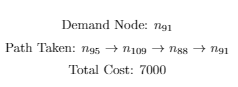 Demand Node: n₉₁
Path Taken: n₉₅ → n₁₀₉ → n₈₈ → n₉₁
Total Cost: 7000